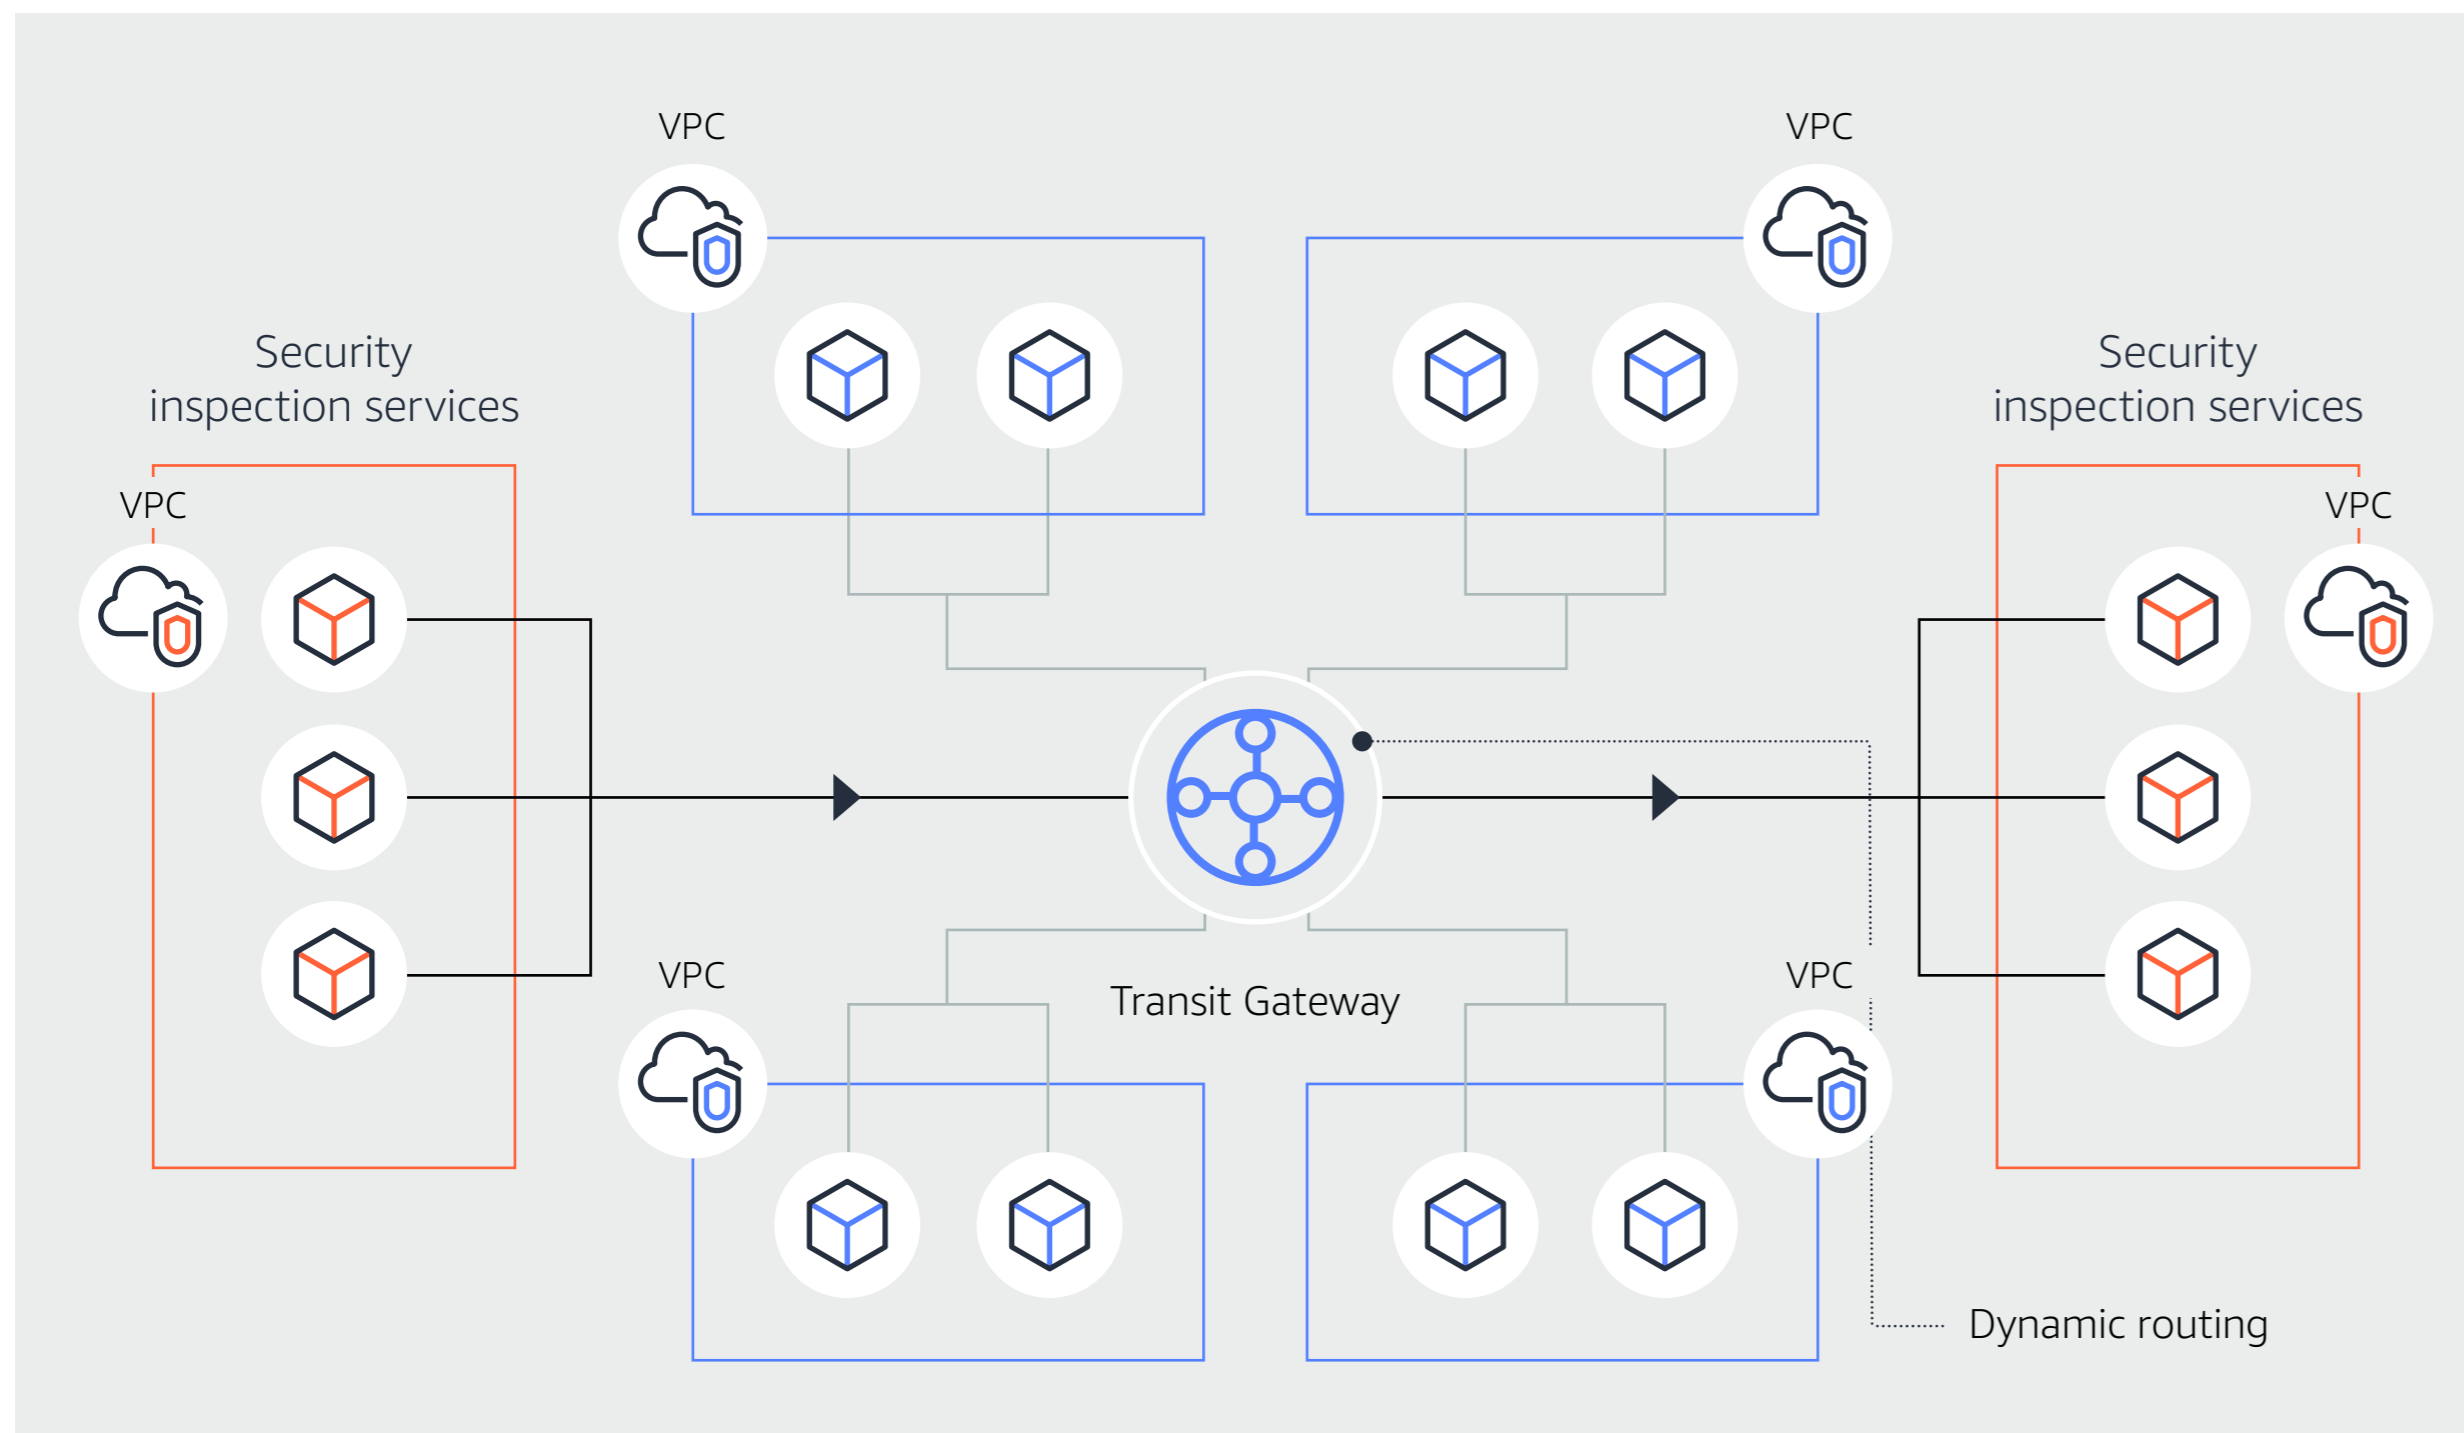 VPC
VPC
Security
inspection services
Security
inspection services
VPC
VPC
VPC
Transit Gateway
VPC
Dynamic routing